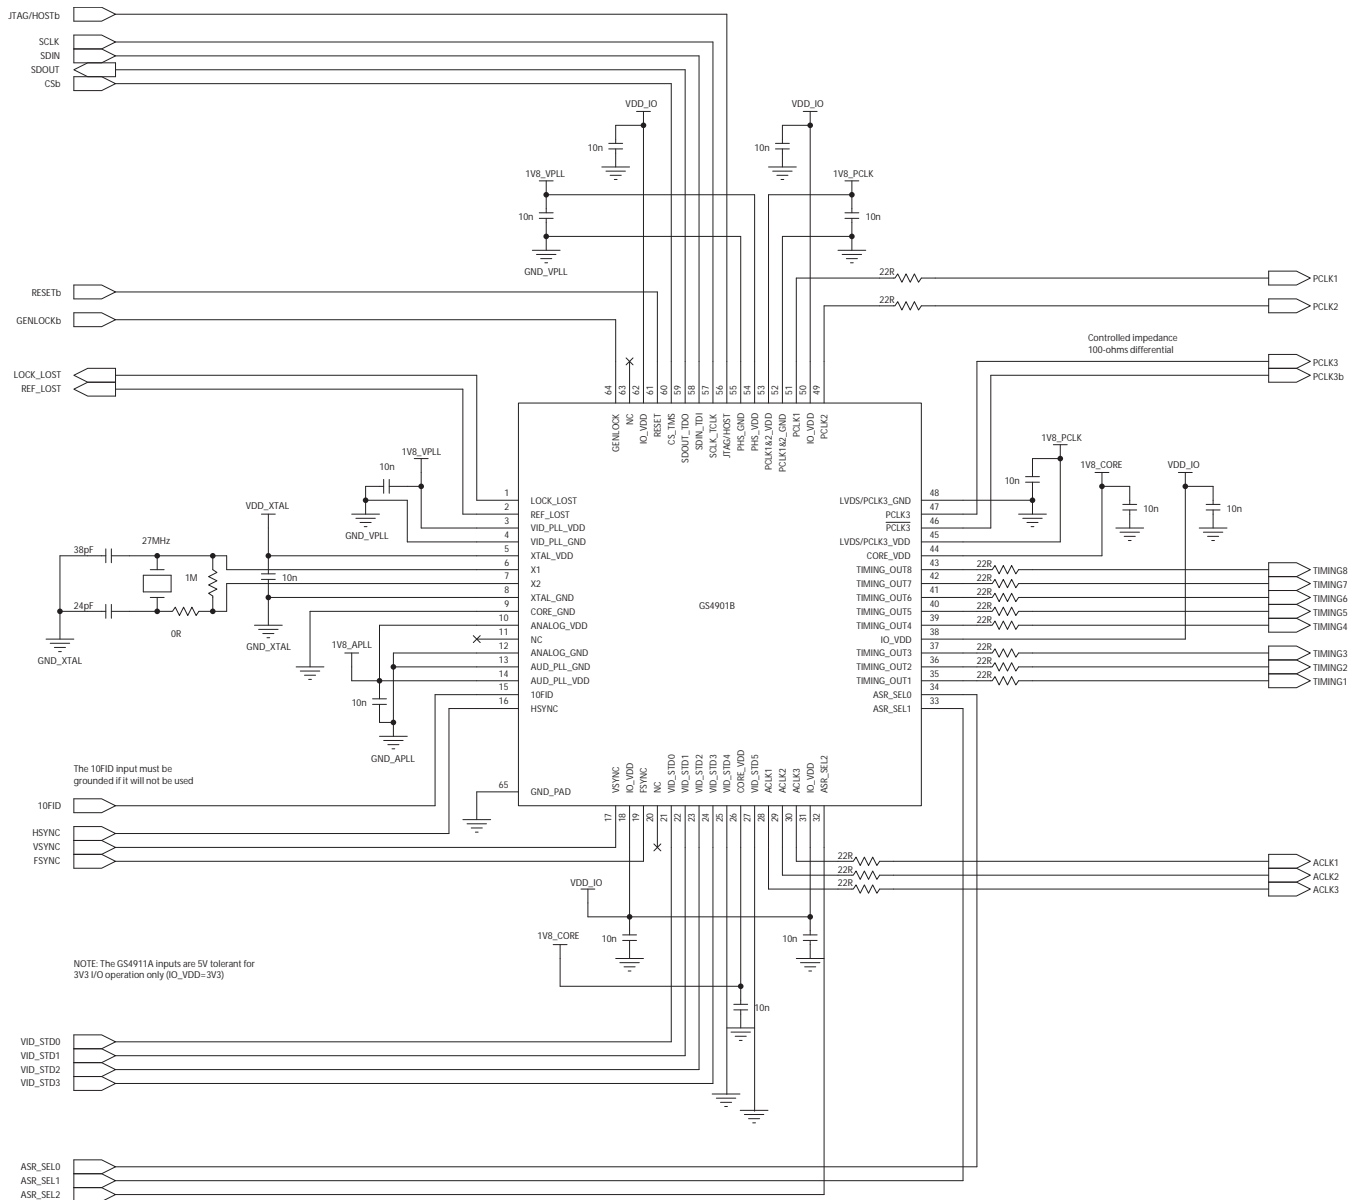 JTAG/HOSTb
SCLK
SDIN
SDOUT
CSb
VDD_IO
VDD_IO
10n
10n
1V8_VPLL
1V8_PCLK
10n
10n
GND_VPLL
22R
PCLK1
RESETb
22R
PCLK2
GENLOCKb
Controlled impedance
100-ohms differential
PCLK3
LOCK_LOST
PCLK3b
REF_LOST
64
63
62
61
60
59
58
57
56
55
54
53
52
51
50
49
GENLOCK
NC
IO_VDD
RESET
CS_TMS
SDOUT_TDO
SDIN_TDI
SCLK_TCLK
JTAG/HOST
PHS_GND
PHS_VDD
PCLK1&2_VDD
PCLK1&2_GND
PCLK1
IO_VDD
PCLK2
1V8_VPLL
10n
GND_VPLL
VDD_XTAL
38pF
27MHz
1M
10n
24pF
0R
GND_XTAL
GND_XTAL
1V8_APLL
10n
GND_APLL
1 LOCK_LOST
2 REF_LOST
3 VID_PLL_VDD
4 VID_PLL_GND
5 XTAL_VDD
6 X1
7 X2
8 XTAL_GND
9 CORE_GND
10 ANALOG_VDD
11 NC
12 ANALOG_GND
13 AUD_PLL_GND
14 AUD_PLL_VDD
15 10FID
16 HSYNC
65 GND_PAD
GS4901B
LVDS/PCLK3_GND 48
PCLK3 47
PCLK3 46
LVDS/PCLK3_VDD 45
CORE_VDD 44
TIMING_OUT8 43
TIMING_OUT7 42
TIMING_OUT6 41
TIMING_OUT5 40
TIMING_OUT4 39
IO_VDD 38
TIMING_OUT3 37
TIMING_OUT2 36
TIMING_OUT1 35
ASR_SEL0 34
ASR_SEL1 33
1V8_PCLK
10n
1V8_CORE
10n
VDD_IO
10n
22R TIMING8
22R TIMING7
22R TIMING6
22R TIMING5
22R TIMING4
22R TIMING3
22R TIMING2
22R TIMING1
The 10FID input must be
grounded if it will not be used
10FID
HSYNC
VSYNC
FSYNC
VSYNC
IO_VDD
FSYNC
NC
VID_STD0
VID_STD1
VID_STD2
VID_STD3
VID_STD4
CORE_VDD
VID_STD5
ACLK1
ACLK2
ACLK3
IO_VDD
ASR_SEL2
17
18
19
20
21
22
23
24
25
26
27
28
29
30
31
32
22R ACLK1
22R ACLK2
22R ACLK3
VDD_IO
10n
10n
1V8_CORE
10n
NOTE: The GS4911A inputs are 5V tolerant for
3V3 I/O operation only (IO_VDD=3V3)
VID_STD0
VID_STD1
VID_STD2
VID_STD3
ASR_SEL0
ASR_SEL1
ASR_SEL2